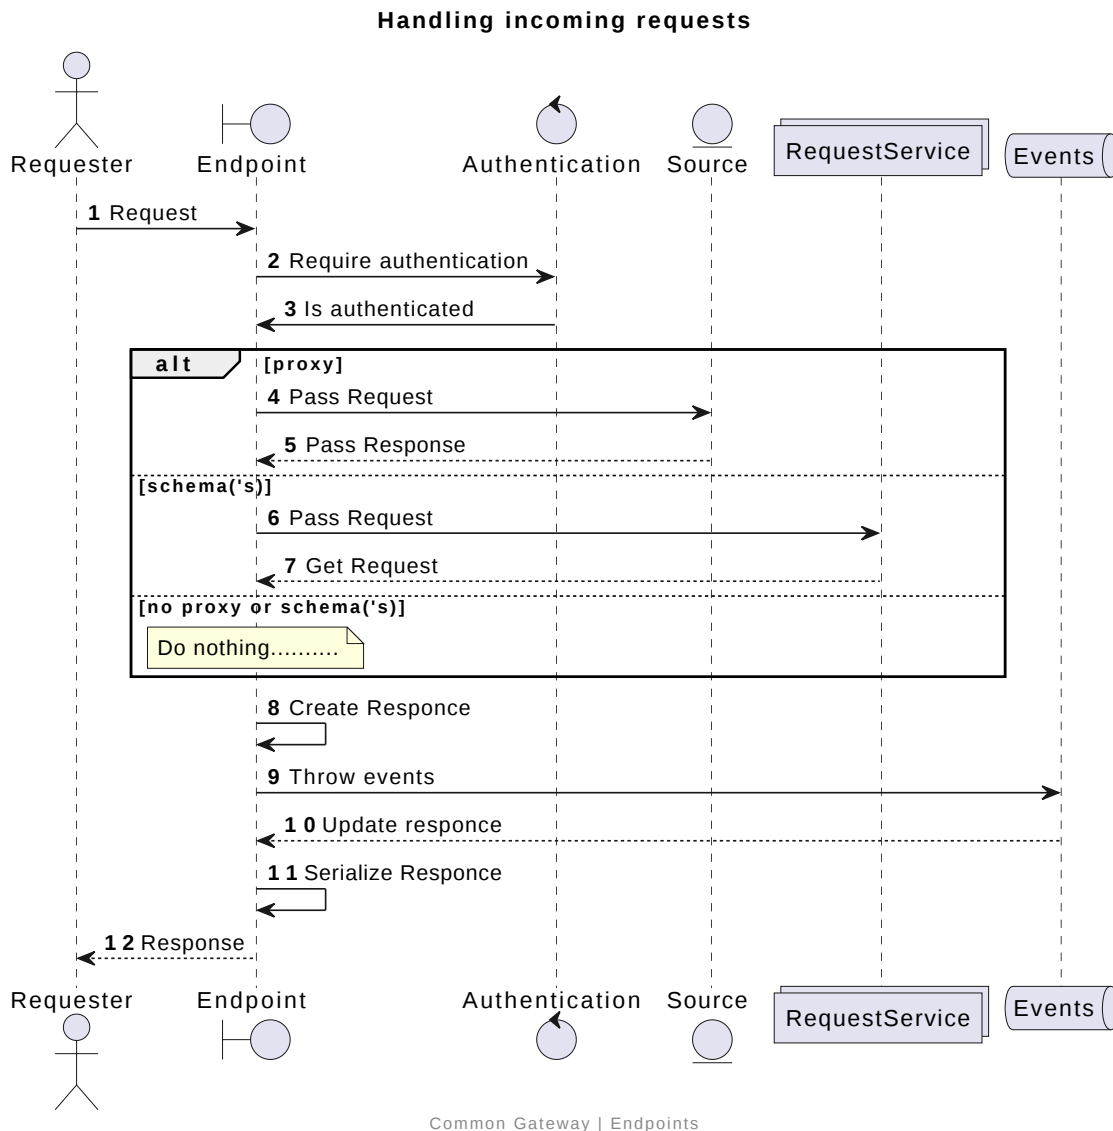 Handling incoming requests
Requester
Endpoint
Authentication
Source
RequestService
Events
1 Request
2 Require authentication
3 Is authenticated
alt [proxy]
4 Pass Request
5 Pass Response
[schema('s)]
6 Pass Request
7 Get Request
[no proxy or schema('s)]
Do nothing..........
8 Create Responce
9 Throw events
10 Update responce
11 Serialize Responce
12 Response
Requester
Endpoint
Authentication
Source
RequestService
Events
Common Gateway | Endpoints